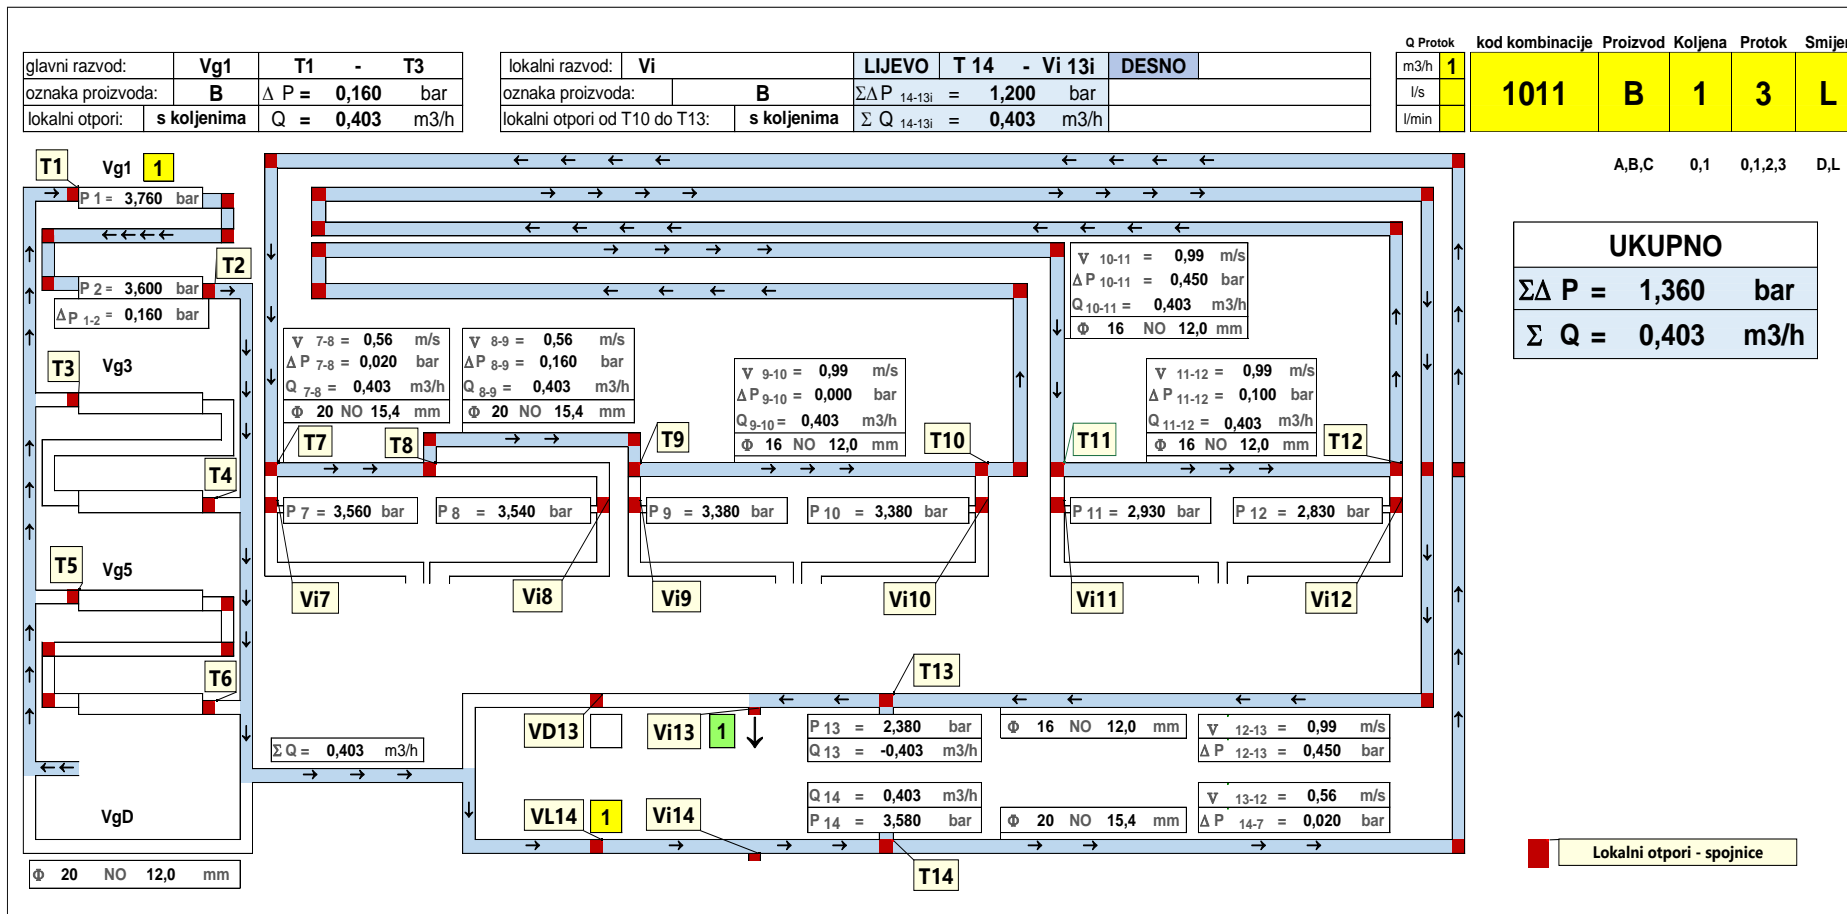 glavni razvod: Vg1 T1 - T3
oznaka proizvoda: B Δ P = 0,160 bar
lokalni otpori: s koljenima Q = 0,403 m3/h
lokalni razvod: Vi LIJEVO T 14 - Vi 13i DESNO
oznaka proizvoda: B ΣΔP 14-13i = 1,200 bar
lokalni otpori od T10 do T13: s koljenima Σ Q 14-13i = 0,403 m3/h
Q Protok kod kombinacije Proizvod Koljena Protok Smijer
m3/h 1
l/s
l/min
1011 B 1 3 L
A,B,C 0,1 0,1,2,3 D,L
UKUPNO
ΣΔ P = 1,360 bar
Σ Q = 0,403 m3/h
T1 Vg1 1
P 1 = 3,760 bar
T2
P 2 = 3,600 bar
ΔP 1-2 = 0,160 bar
T3 Vg3
T4
T5 Vg5
T6
VgD
Φ 20 NO 12,0 mm
V 7-8 = 0,56 m/s
ΔP 7-8 = 0,020 bar
Q 7-8 = 0,403 m3/h
Φ 20 NO 15,4 mm
V 8-9 = 0,56 m/s
ΔP 8-9 = 0,160 bar
Q 8-9 = 0,403 m3/h
Φ 20 NO 15,4 mm
V 9-10 = 0,99 m/s
ΔP 9-10 = 0,000 bar
Q 9-10 = 0,403 m3/h
Φ 16 NO 12,0 mm
V 10-11 = 0,99 m/s
ΔP 10-11 = 0,450 bar
Q 10-11 = 0,403 m3/h
Φ 16 NO 12,0 mm
V 11-12 = 0,99 m/s
ΔP 11-12 = 0,100 bar
Q 11-12 = 0,403 m3/h
Φ 16 NO 12,0 mm
T7 T8 T9 T10 T11 T12
P 7 = 3,560 bar
P 8 = 3,540 bar
P 9 = 3,380 bar
P 10 = 3,380 bar
P 11 = 2,930 bar
P 12 = 2,830 bar
Vi7 Vi8 Vi9 Vi10 Vi11 Vi12
T13
Σ Q = 0,403 m3/h
VD13
Vi13 1
P 13 = 2,380 bar
Q 13 = -0,403 m3/h
Φ 16 NO 12,0 mm
V 12-13 = 0,99 m/s
ΔP 12-13 = 0,450 bar
VL14 1
Vi14
Q 14 = 0,403 m3/h
P 14 = 3,580 bar
Φ 20 NO 15,4 mm
V 13-12 = 0,56 m/s
ΔP 14-7 = 0,020 bar
T14
Lokalni otpori - spojnice